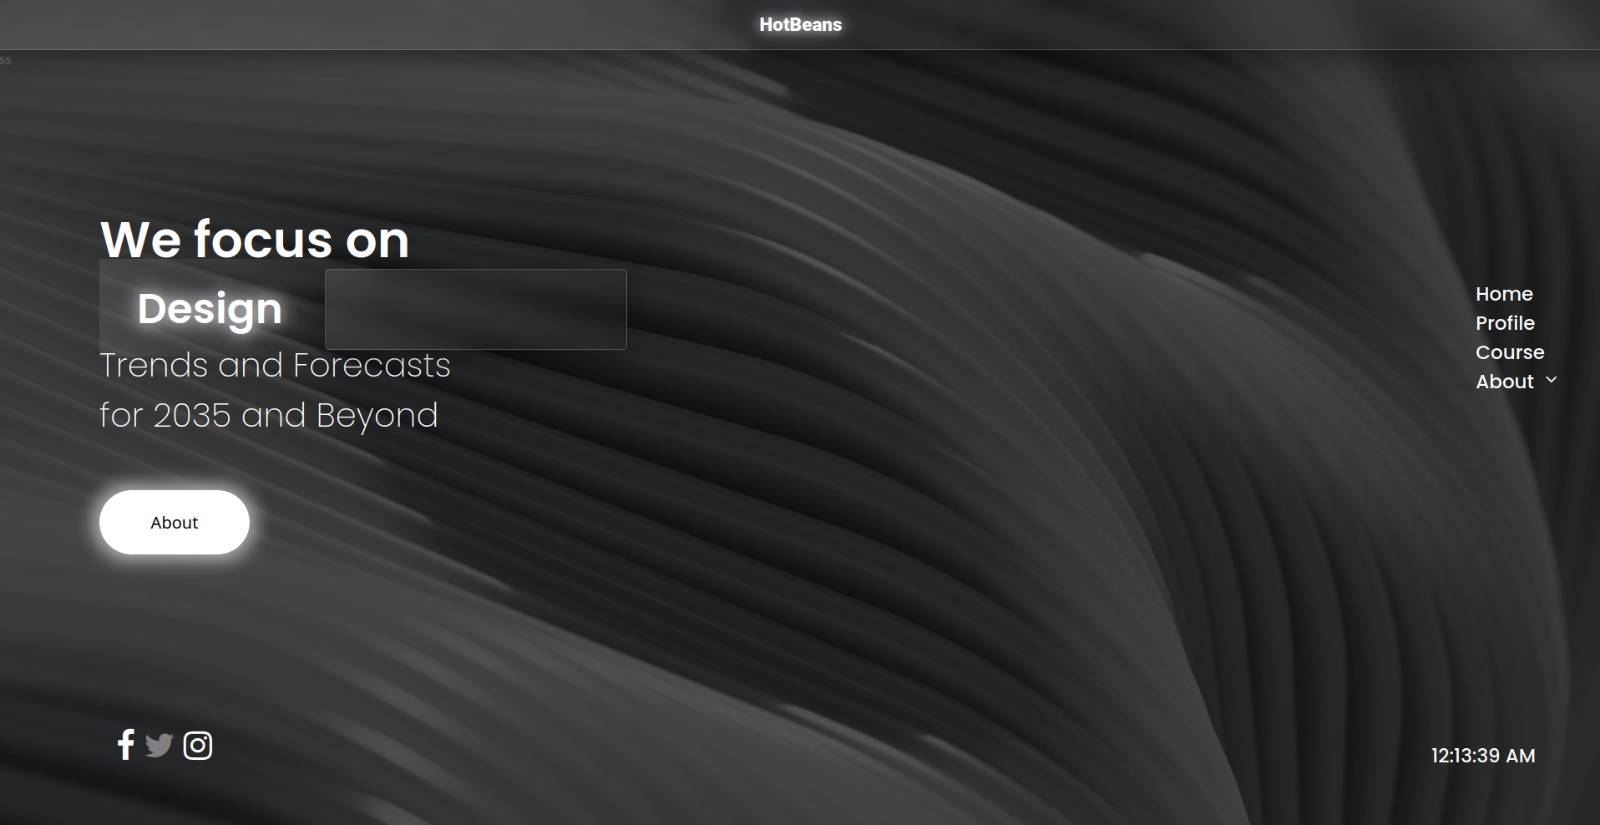 HotBeans
ss
We focus on
Design
Trends and Forecasts
for 2035 and Beyond
About
Home
Profile
Course
About
12:13:39 AM